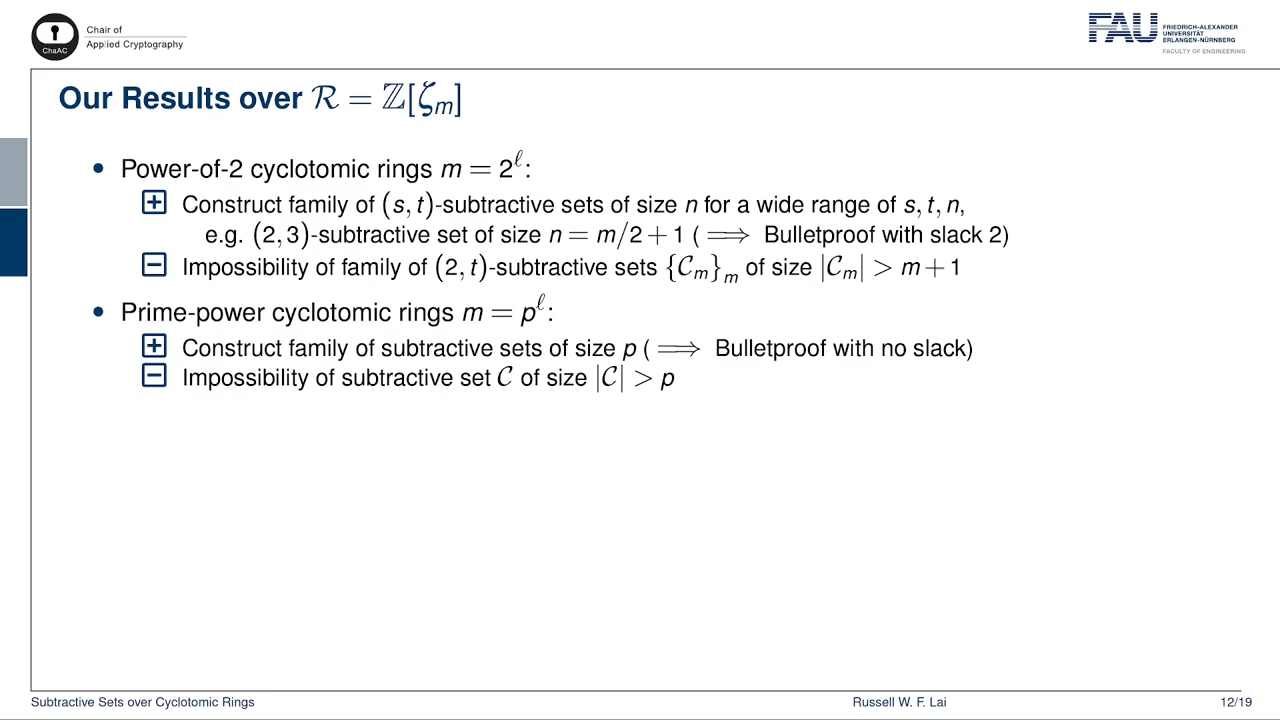 ChaAC
Chair of
Applied Cryptography
FAU
FRIEDRICH-ALEXANDER
UNIVERSITÄT
ERLANGEN-NÜRNBERG
FACULTY OF ENGINEERING
Our Results over ℛ = ℤ[ζₘ]
• Power-of-2 cyclotomic rings m = 2^ℓ:
+ Construct family of (s, t)-subtractive sets of size n for a wide range of s, t, n,
e.g. (2, 3)-subtractive set of size n = m/2 + 1 ( ⟹ Bulletproof with slack 2)
− Impossibility of family of (2, t)-subtractive sets {𝒞ₘ}ₘ of size |𝒞ₘ| > m + 1
• Prime-power cyclotomic rings m = p^ℓ:
+ Construct family of subtractive sets of size p ( ⟹ Bulletproof with no slack)
− Impossibility of subtractive set 𝒞 of size |𝒞| > p
Subtractive Sets over Cyclotomic Rings
Russell W. F. Lai
12/19